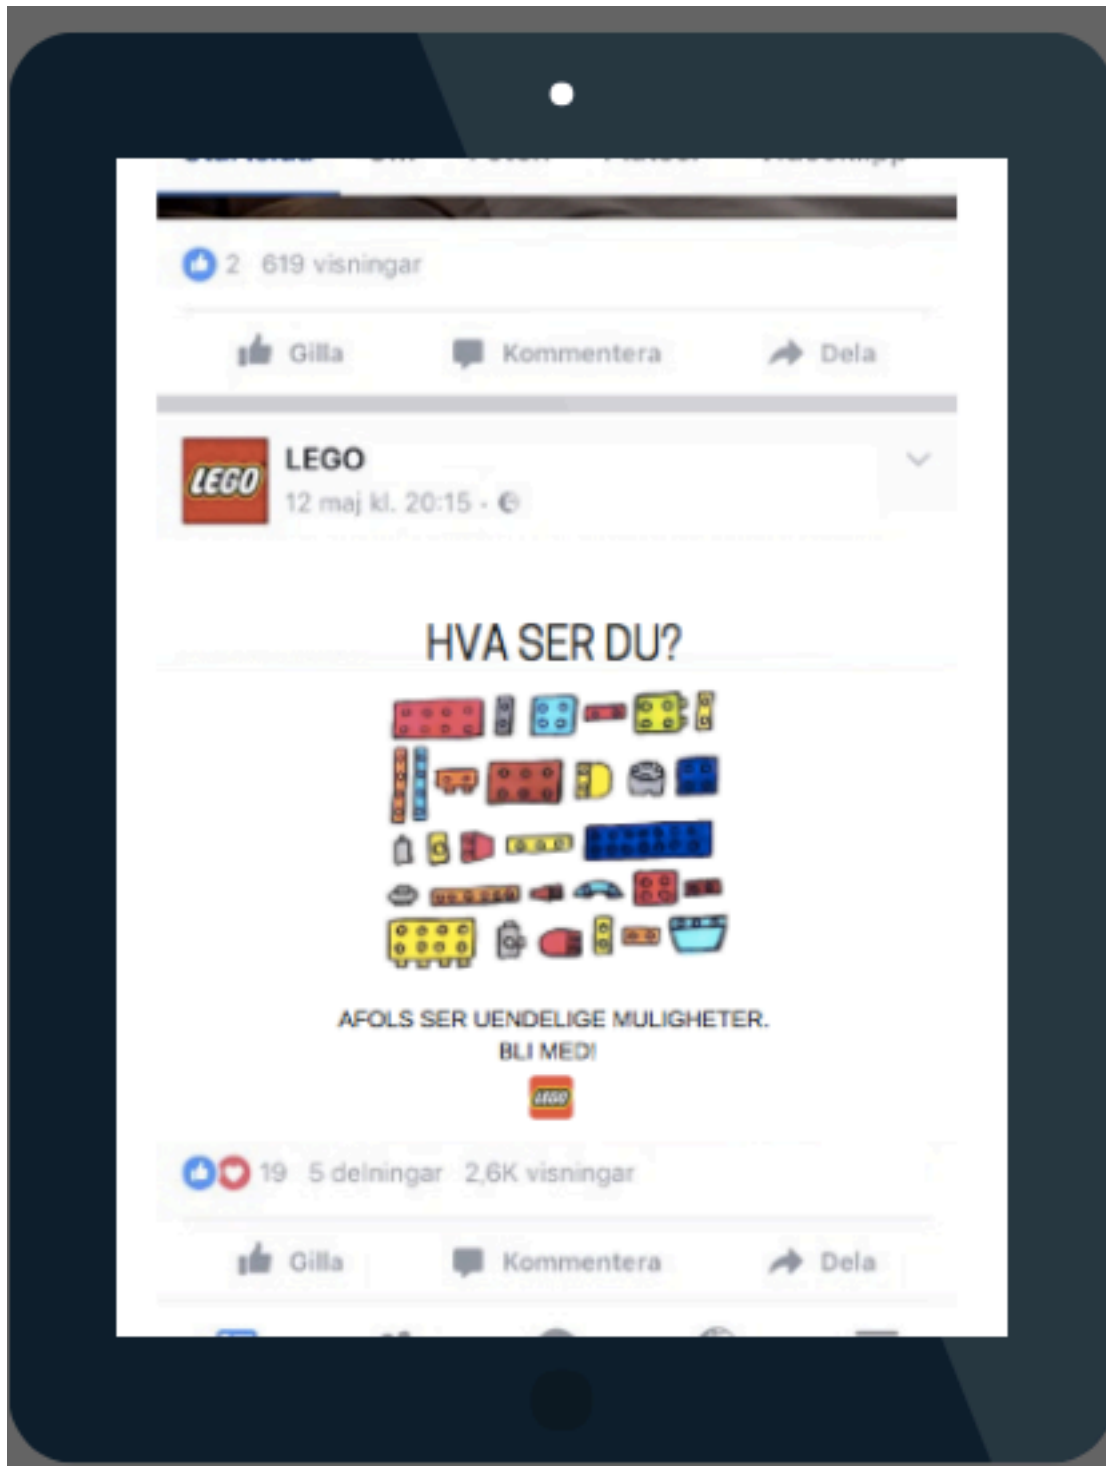 2 619 visningar
Gilla Kommentera Dela
LEGO
LEGO
12 maj kl. 20:15
HVA SER DU?
AFOLS SER UENDELIGE MULIGHETER.
BLI MED!
LEGO
19 5 delningar 2,6K visningar
Gilla Kommentera Dela